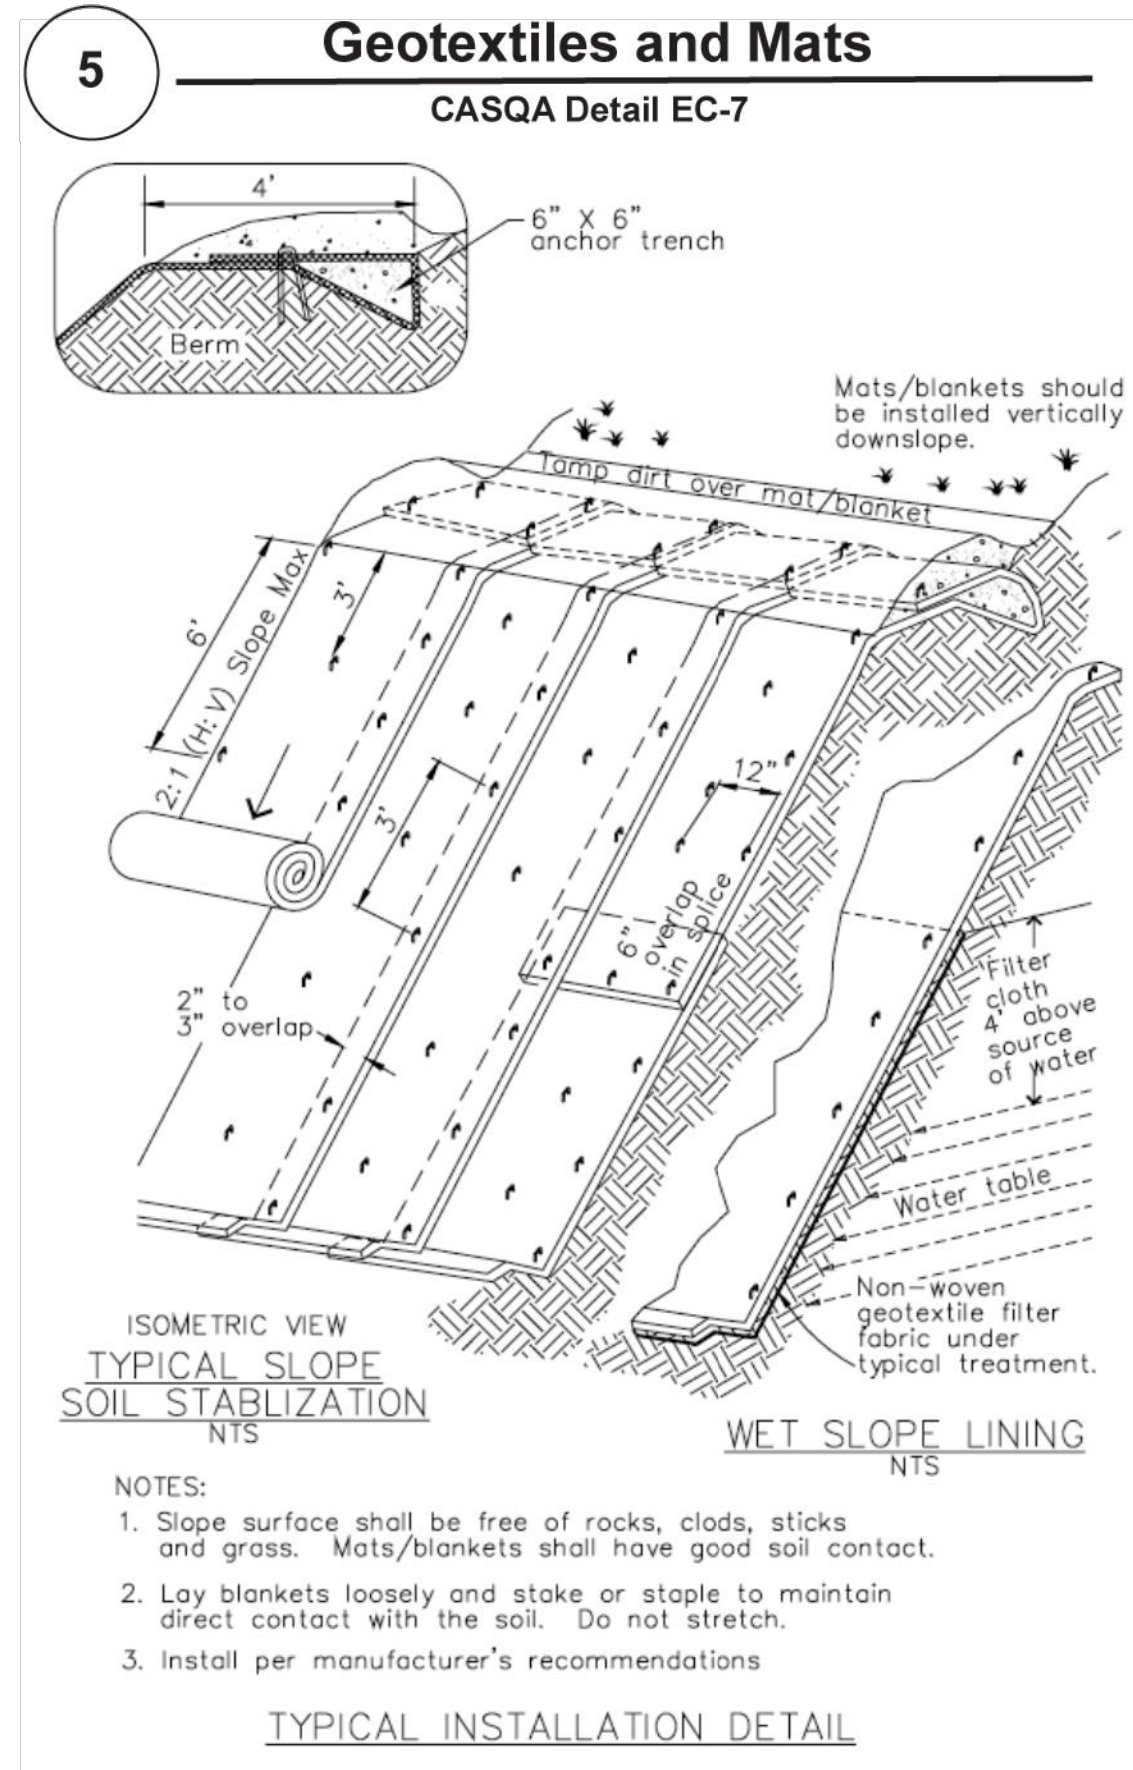 5
Geotextiles and Mats
CASQA Detail EC-7
4'
6" X 6"
anchor trench
Berm
Mats/blankets should
be installed vertically
downslope.
Tamp dirt over mat/blanket
6'
2:1 (H:V) Slope Max
3'
12"
3'
6"
overlap
in splice
2" to
3" overlap
Filter
cloth
4' above
source
of water
Water table
Non-woven
geotextile filter
fabric under
typical treatment.
ISOMETRIC VIEW
TYPICAL SLOPE
SOIL STABLIZATION
NTS
WET SLOPE LINING
NTS
NOTES:
1. Slope surface shall be free of rocks, clods, sticks
and grass. Mats/blankets shall have good soil contact.
2. Lay blankets loosely and stake or staple to maintain
direct contact with the soil. Do not stretch.
3. Install per manufacturer's recommendations
TYPICAL INSTALLATION DETAIL